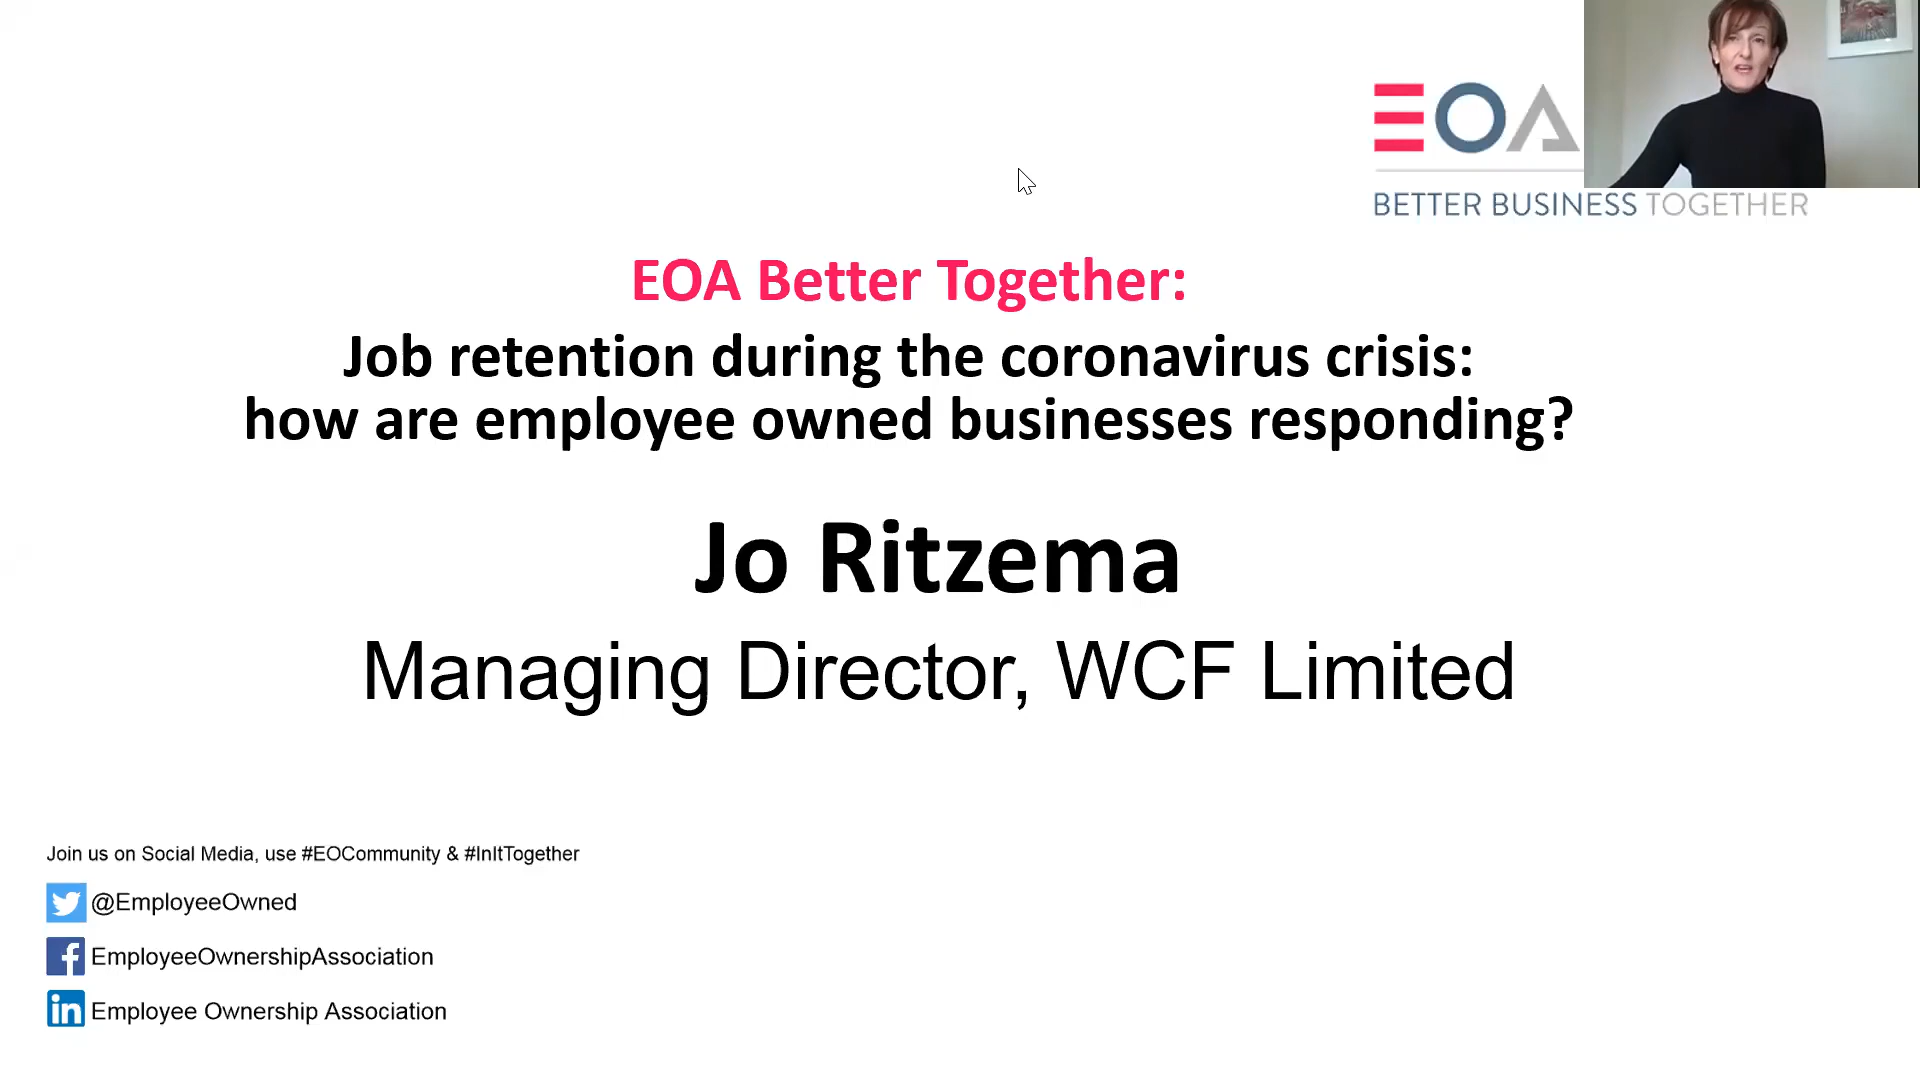 EOA
BETTER BUSINESS TOGETHER
EOA Better Together:
Job retention during the coronavirus crisis:
how are employee owned businesses responding?
Jo Ritzema
Managing Director, WCF Limited
Join us on Social Media, use #EOCommunity & #InItTogether
@EmployeeOwned
EmployeeOwnershipAssociation
Employee Ownership Association